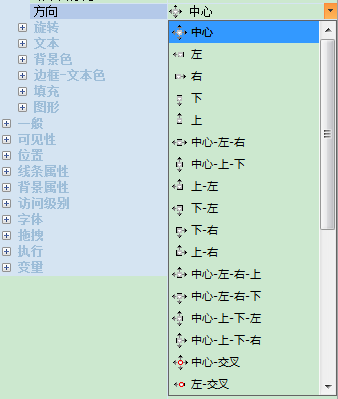 方向 中心
旋转
文本
背景色
边框-文本色
填充
图形
一般
可见性
位置
线条属性
背景属性
访问级别
字体
拖拽
执行
变量
中心
左
右
下
上
中心-左-右
中心-上-下
上-左
下-左
下-右
上-右
中心-左-右-上
中心-左-右-下
中心-上-下-左
中心-上-下-右
中心-交叉
左-交叉